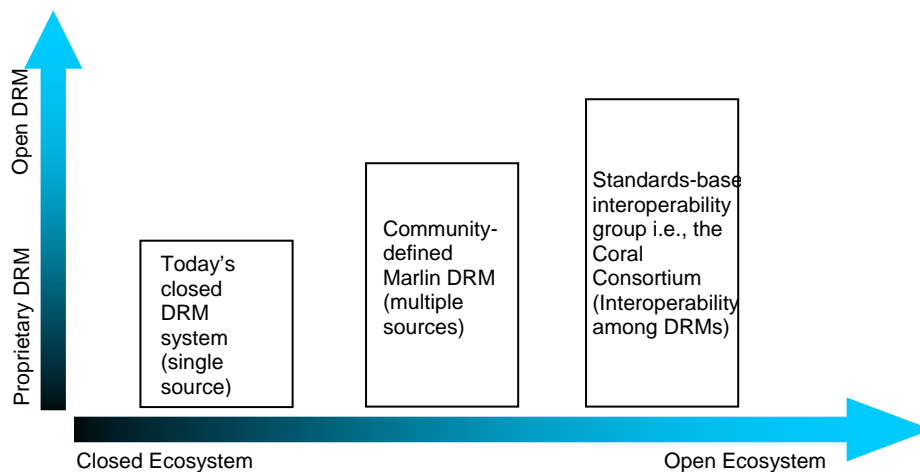 Open DRM
Proprietary DRM
Today's
closed
DRM
system
(single
source)
Community-
defined
Marlin DRM
(multiple
sources)
Standards-base
interoperability
group i.e., the
Coral
Consortium
(Interoperability
among DRMs)
Closed Ecosystem
Open Ecosystem